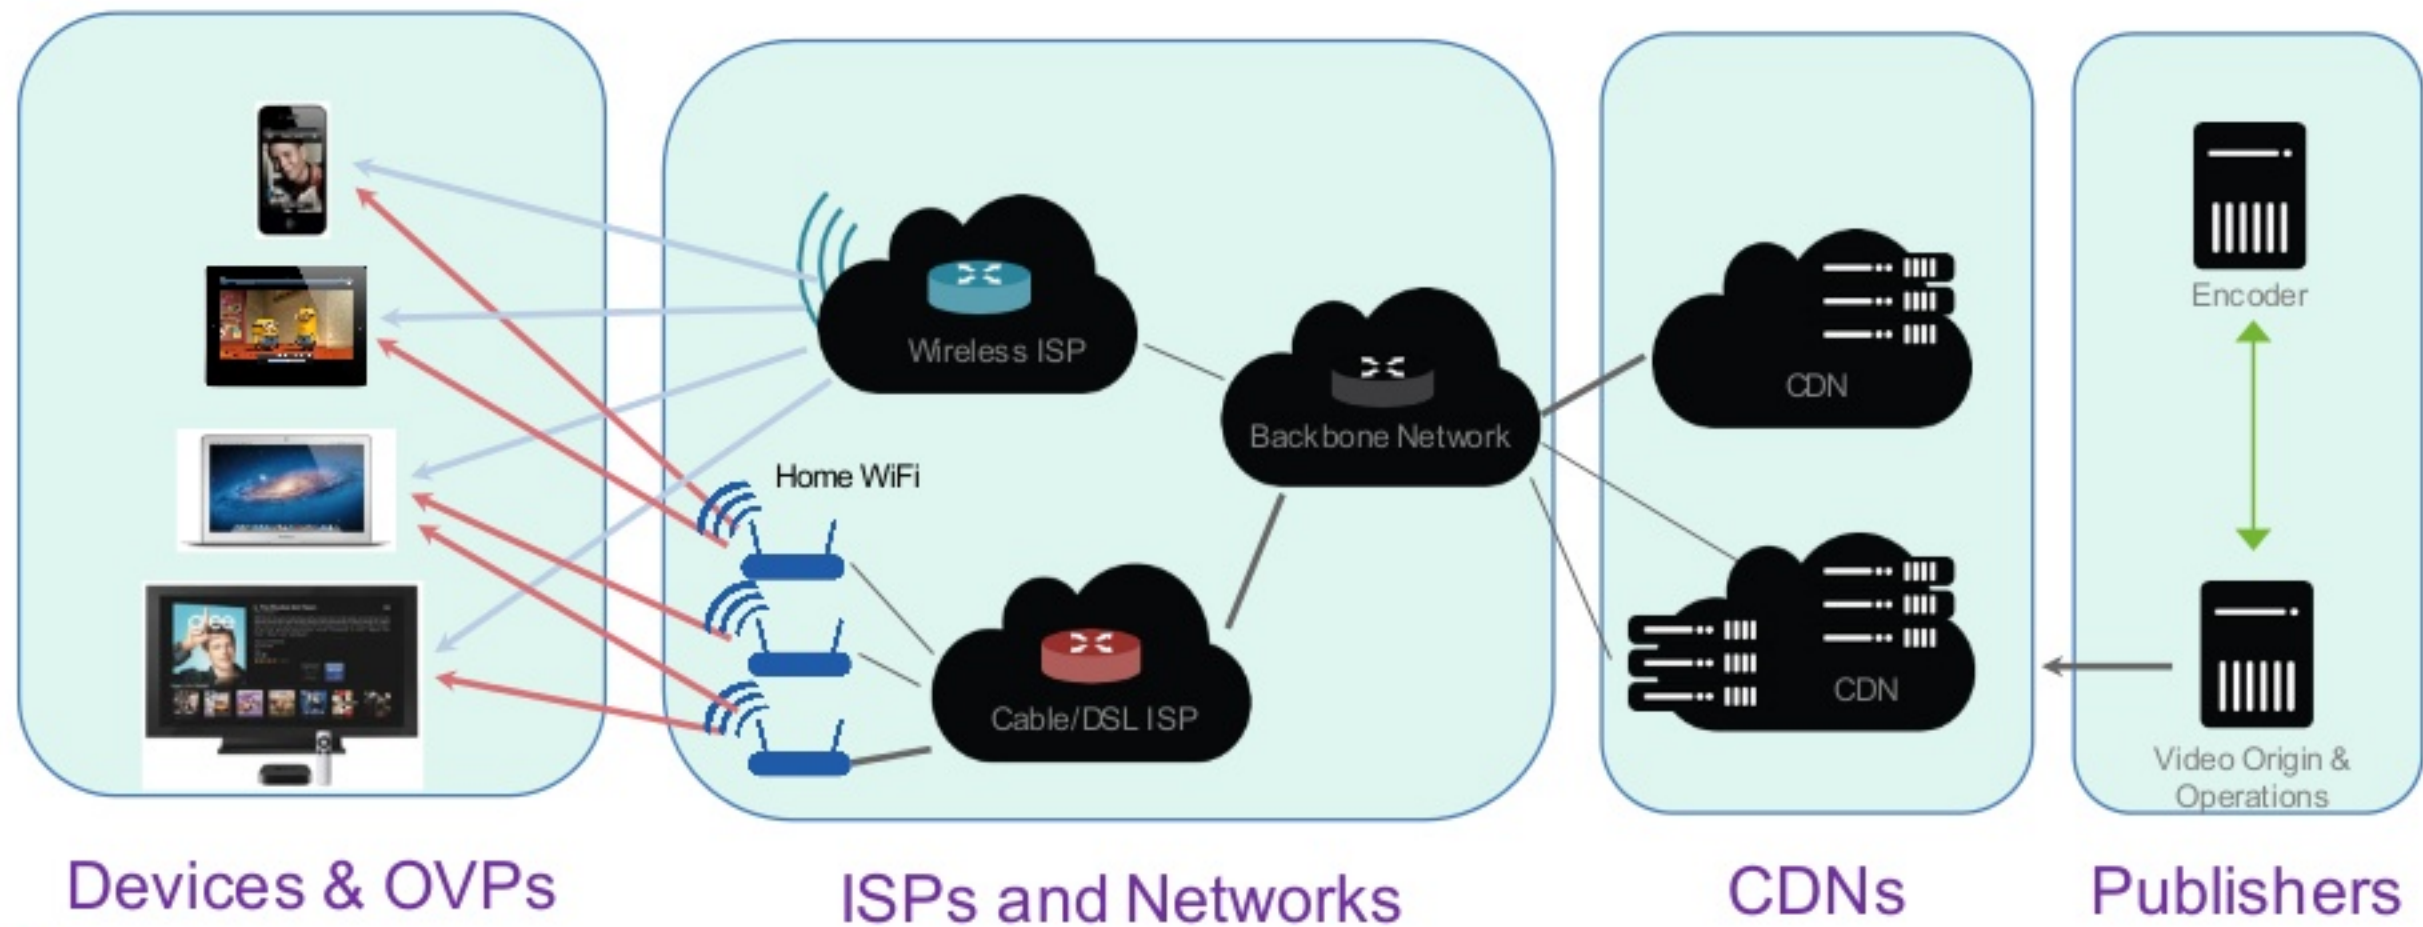 Encoder
Wireless ISP
CDN
Backbone Network
Home WiFi
glee
CDN
Cable/DSL ISP
Video Origin &
Operations
Devices & OVPs
ISPs and Networks
CDNs
Publishers